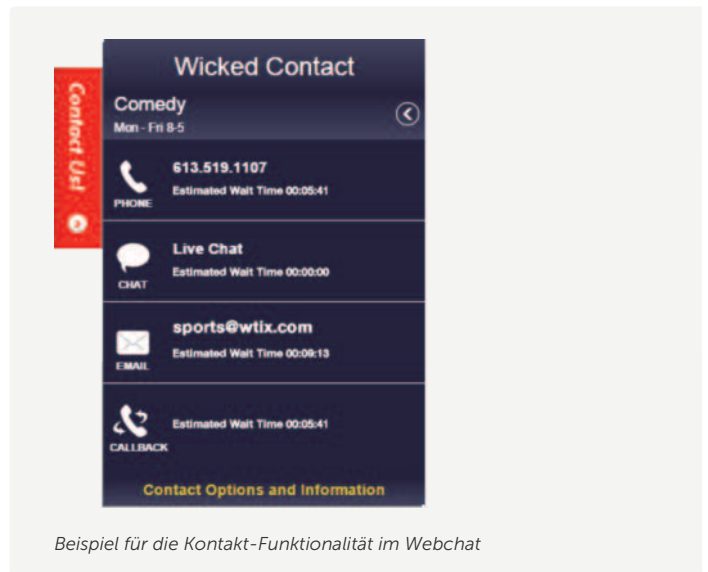 Wicked Contact
Contact Us!
Comedy
Mon - Fri 8-5
613.519.1107
Estimated Wait Time 00:05:41
PHONE
Live Chat
Estimated Wait Time 00:00:00
CHAT
sports@wtix.com
Estimated Wait Time 00:09:13
EMAIL
Estimated Wait Time 00:05:41
CALLBACK
Contact Options and Information
Beispiel für die Kontakt-Funktionalität im Webchat